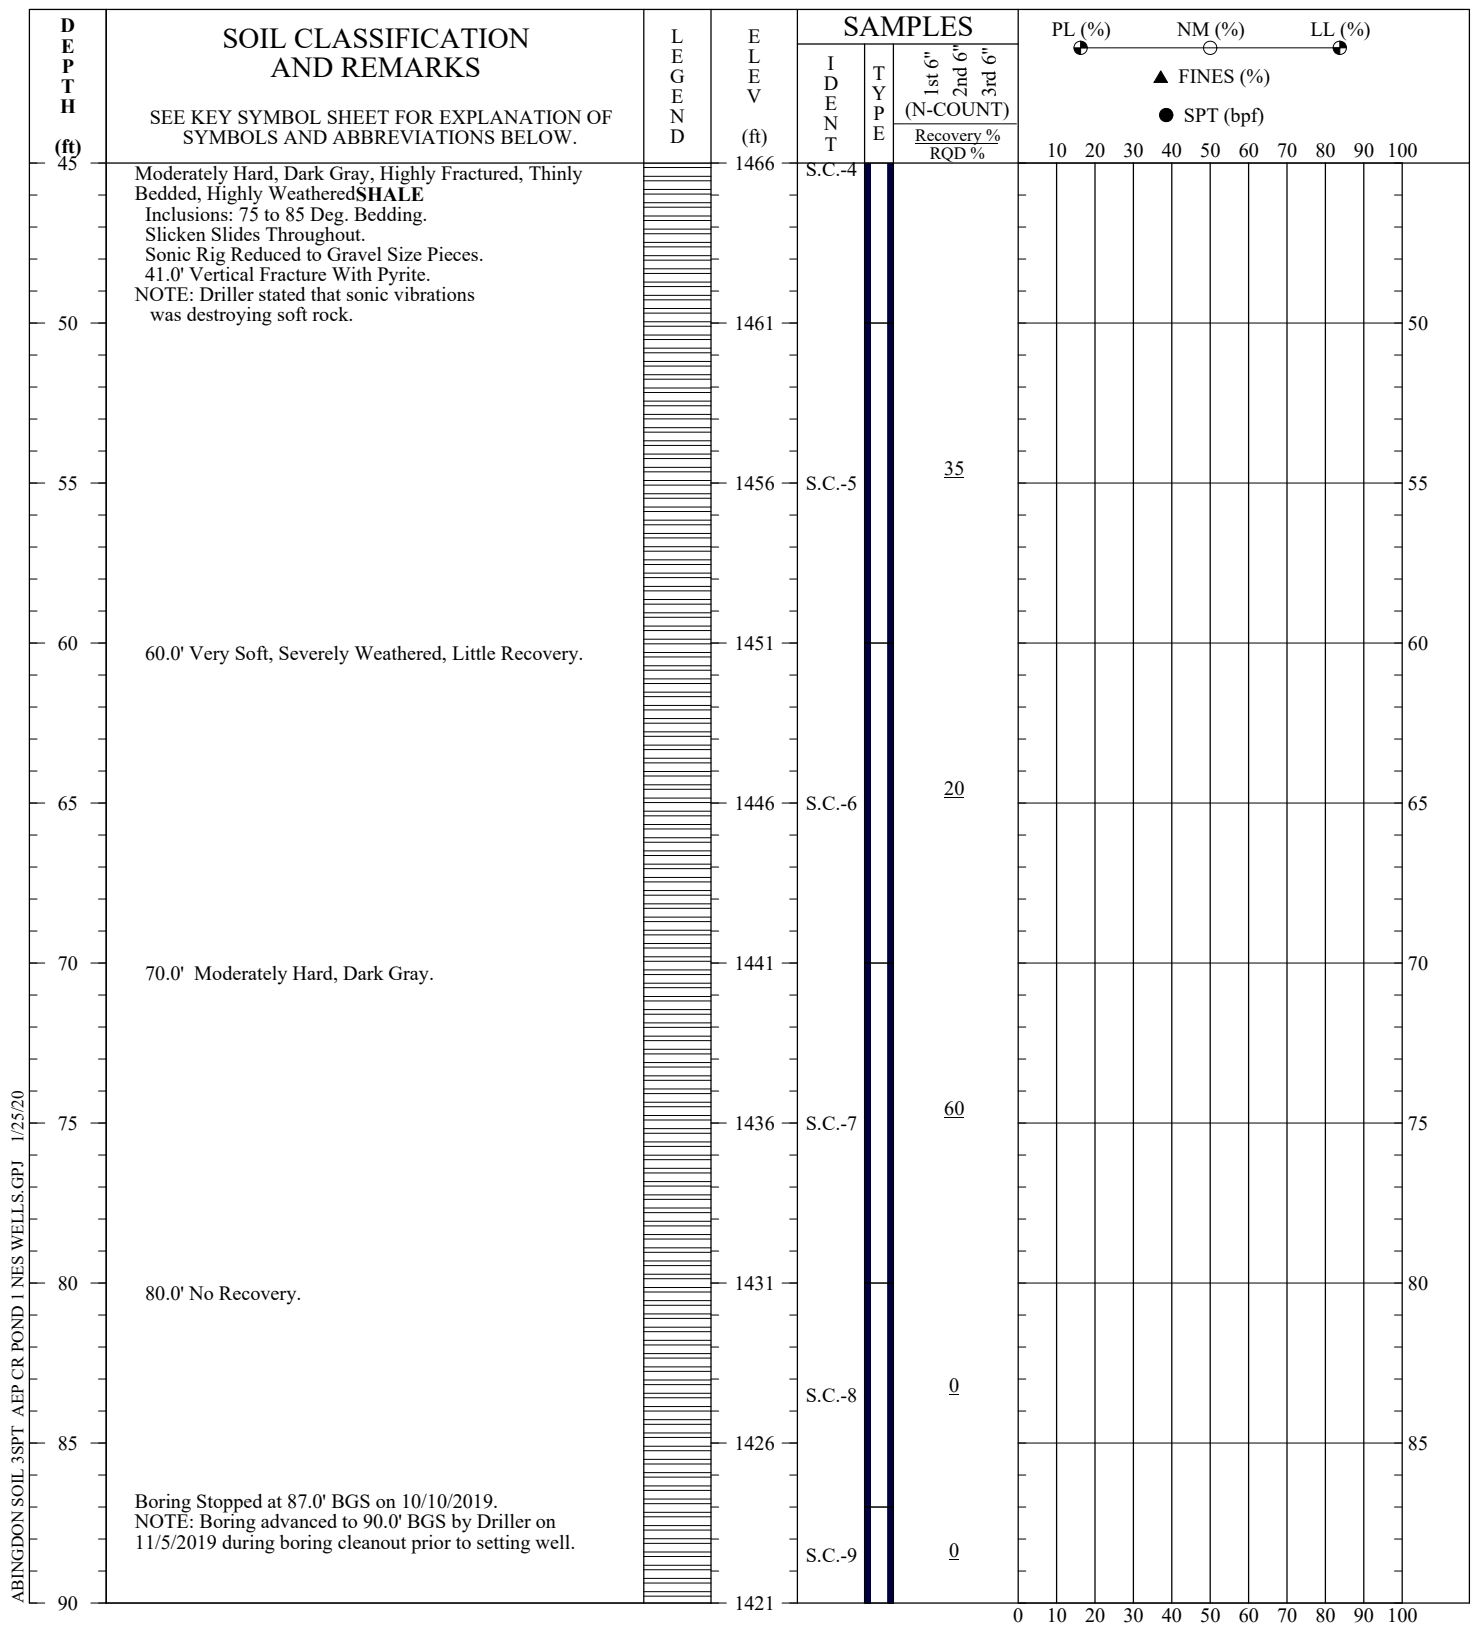 DEPTH
(ft)
SOIL CLASSIFICATION
AND REMARKS
SEE KEY SYMBOL SHEET FOR EXPLANATION OF
SYMBOLS AND ABBREVIATIONS BELOW.
LEGEND
ELEV
(ft)
SAMPLES
IDENT
TYPE
1st 6"
2nd 6"
3rd 6"
(N-COUNT)
Recovery %
RQD %
PL (%) NM (%) LL (%)
▲ FINES (%)
● SPT (bpf)
10 20 30 40 50 60 70 80 90 100
45 1466 S.C.-4
Moderately Hard, Dark Gray, Highly Fractured, Thinly
Bedded, Highly WeatheredSHALE
Inclusions: 75 to 85 Deg. Bedding.
Slicken Slides Throughout.
Sonic Rig Reduced to Gravel Size Pieces.
41.0' Vertical Fracture With Pyrite.
NOTE: Driller stated that sonic vibrations
was destroying soft rock.
50 1461 50
35
55 1456 S.C.-5 55
60 1451 60
60.0' Very Soft, Severely Weathered, Little Recovery.
20
65 1446 S.C.-6 65
70 1441 70
70.0' Moderately Hard, Dark Gray.
60
75 1436 S.C.-7 75
80 1431 80
80.0' No Recovery.
S.C.-8 0
85 1426 85
Boring Stopped at 87.0' BGS on 10/10/2019.
NOTE: Boring advanced to 90.0' BGS by Driller on
11/5/2019 during boring cleanout prior to setting well.
S.C.-9 0
90 1421
0 10 20 30 40 50 60 70 80 90 100
ABINGDON SOIL 3SPT AEP CR POND 1 NES WELLS.GPJ 1/25/20